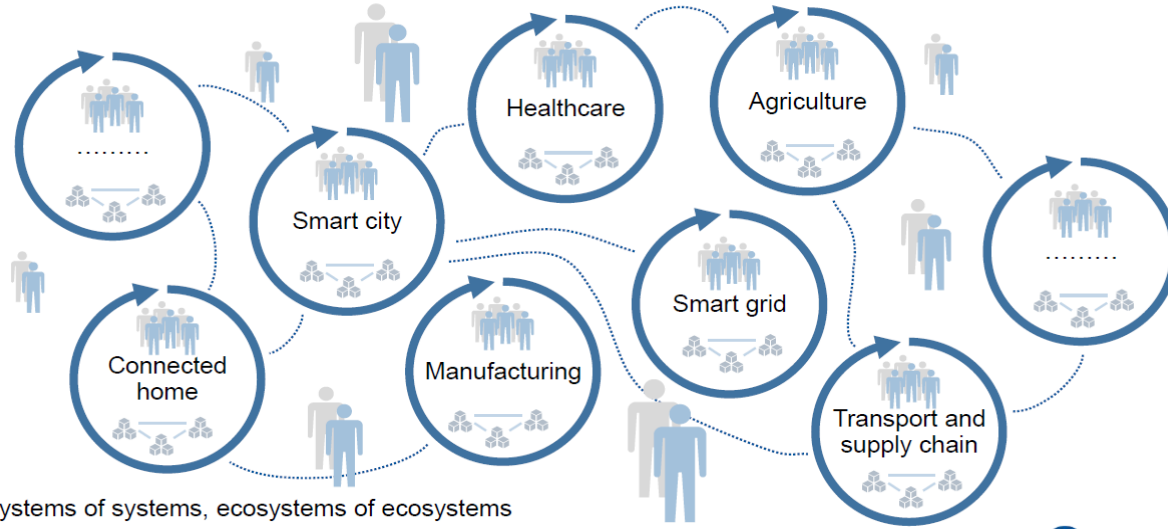 Healthcare
Agriculture
.........
Smart city
.........
Smart grid
Connected
home
Manufacturing
Transport and
supply chain
ystems of systems, ecosystems of ecosystems